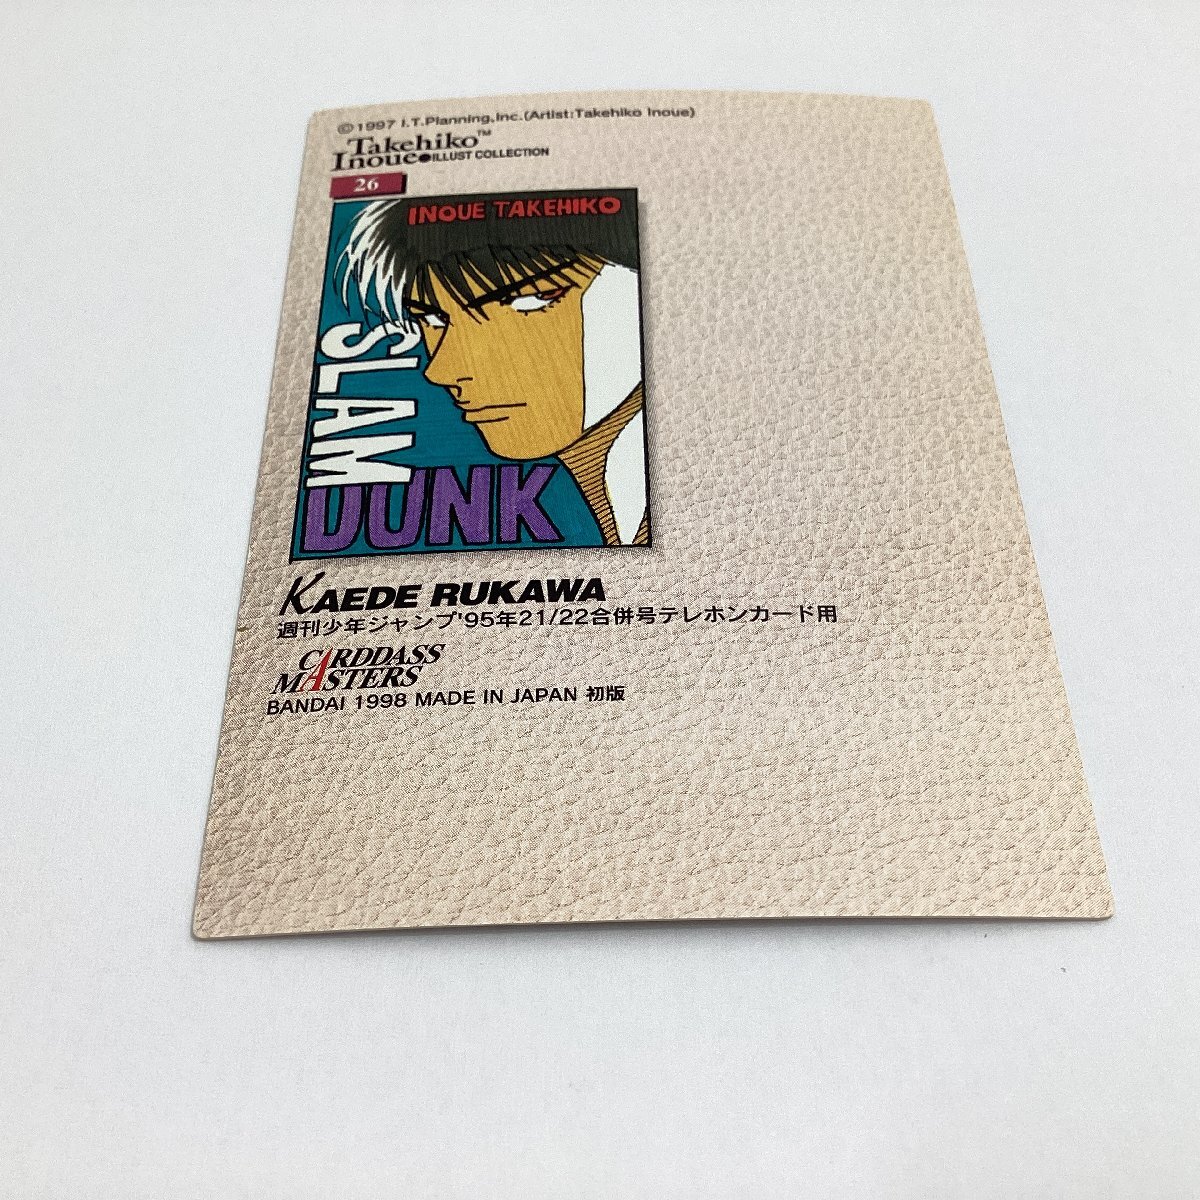 ©1997 I.T.Planning,Inc.(Artist:Takehiko Inoue)
Takehiko™
Inoue●ILLUST COLLECTION
26
INOUE TAKEHIKO
SLAM
DUNK
KAEDE RUKAWA
週刊少年ジャンプ'95年21/22合併号テレホンカード用
CARDDASS
MASTERS
BANDAI 1998 MADE IN JAPAN 初版